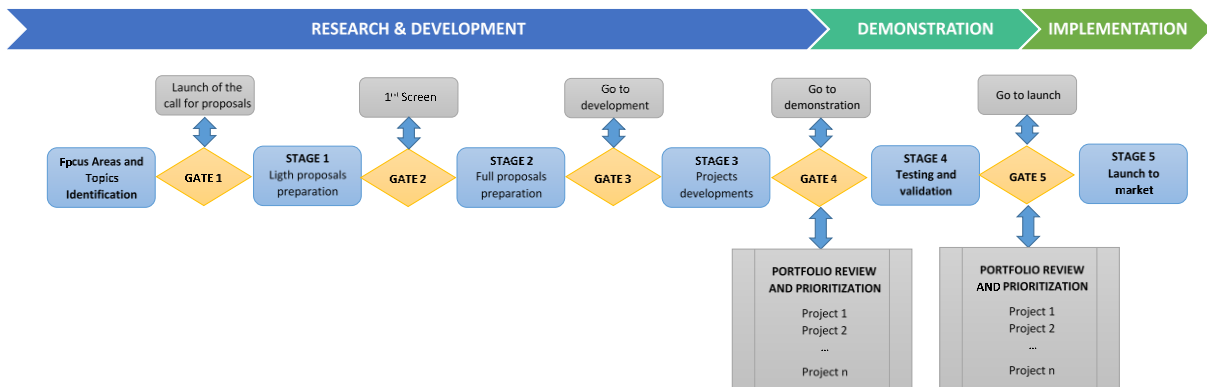 RESEARCH & DEVELOPMENT
DEMONSTRATION
IMPLEMENTATION
Launch of the
call for proposals
1ⁿᵈ Screen
Go to
development
Go to
demonstration
Go to launch
Fpcus Areas and
Topics
Identification
GATE 1
STAGE 1
Ligth proposals
preparation
GATE 2
STAGE 2
Full proposals
preparation
GATE 3
STAGE 3
Projects
developments
GATE 4
STAGE 4
Testing and
validation
GATE 5
STAGE 5
Launch to
market
PORTFOLIO REVIEW
AND PRIORITIZATION
Project 1
Project 2
...
Project n
PORTFOLIO REVIEW
AND PRIORITIZATION
Project 1
Project 2
...
Project n